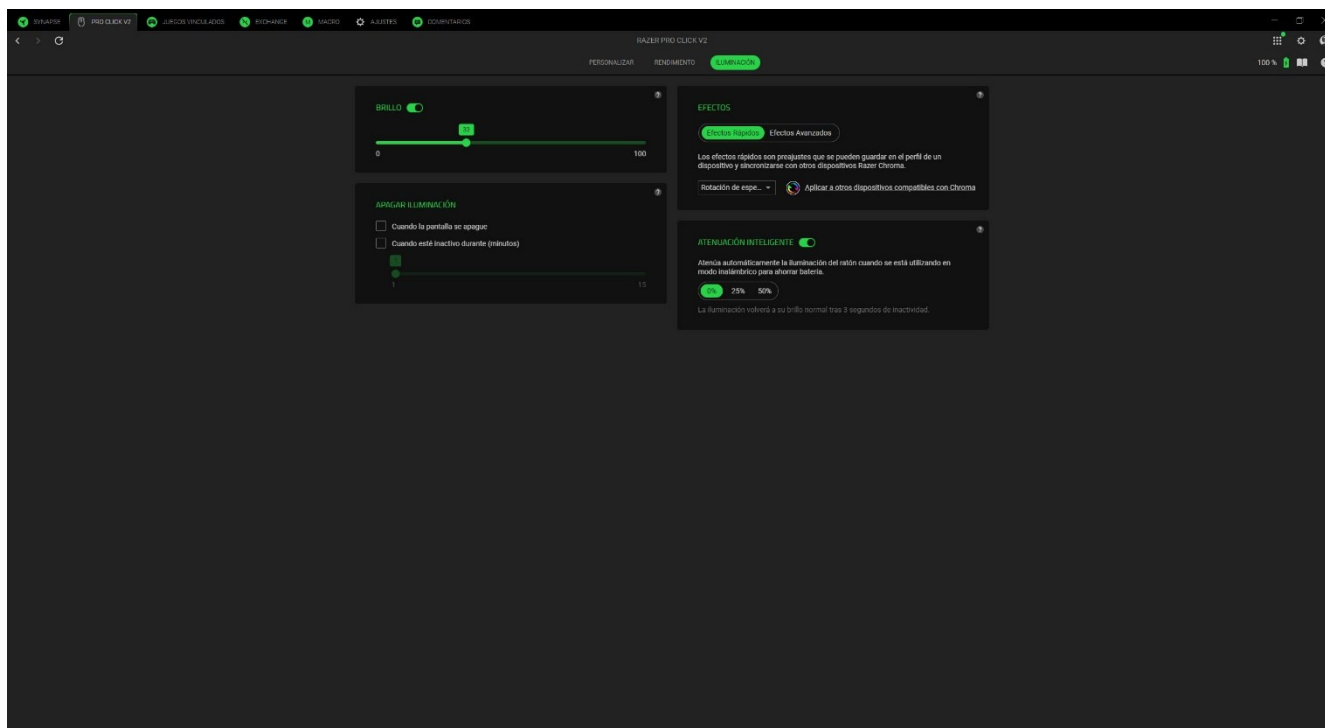 SYNAPSE PRO CLICK V2 JUEGOS VINCULADOS EXCHANGE MACRO AJUSTES COMENTARIOS
RAZER PRO CLICK V2
PERSONALIZAR RENDIMIENTO ILUMINACIÓN
100 %
BRILLO
33
0 100
APAGAR ILUMINACIÓN
Cuando la pantalla se apague
Cuando esté inactivo durante (minutos)
1 15
EFECTOS
Efectos Rápidos Efectos Avanzados
Los efectos rápidos son preajustes que se pueden guardar en el perfil de un
dispositivo y sincronizarse con otros dispositivos Razer Chroma.
Rotación de espe... Aplicar a otros dispositivos compatibles con Chroma
ATENUACIÓN INTELIGENTE
Atenúa automáticamente la iluminación del ratón cuando se está utilizando en
modo inalámbrico para ahorrar batería.
0% 25% 50%
La iluminación volverá a su brillo normal tras 3 segundos de inactividad.